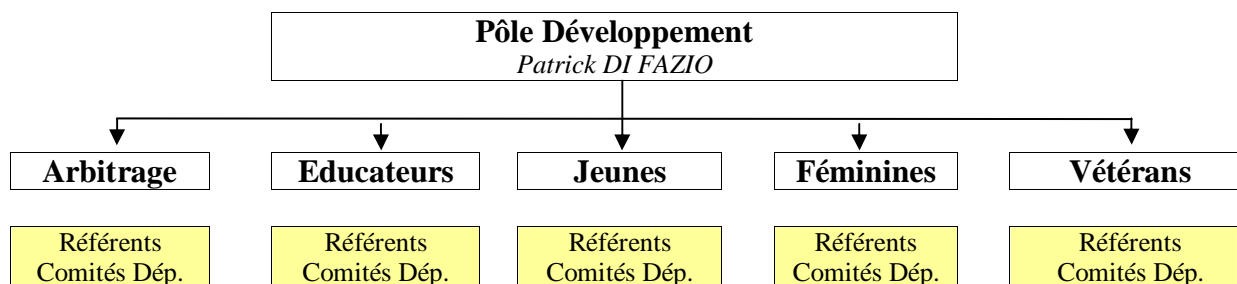 Pôle Développement
Patrick DI FAZIO
Arbitrage
Educateurs
Jeunes
Féminines
Vétérans
Référents
Comités Dép.
Référents
Comités Dép.
Référents
Comités Dép.
Référents
Comités Dép.
Référents
Comités Dép.